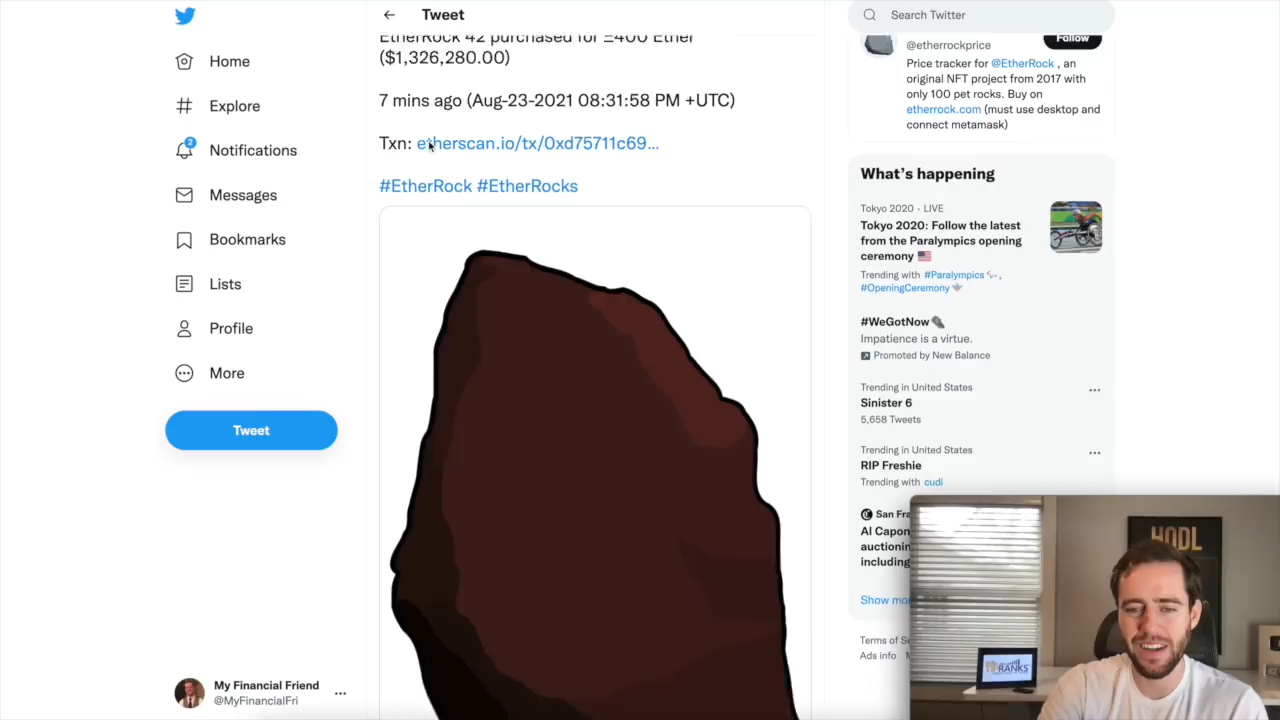 Home
Explore
2
Notifications
Messages
Bookmarks
Lists
Profile
More
Tweet
My Financial Friend
@MyFinancialFri
Tweet
EtherRock 42 purchased for Ξ400 Ether
($1,326,280.00)
7 mins ago (Aug-23-2021 08:31:58 PM +UTC)
Txn: etherscan.io/tx/0xd75711c69...
#EtherRock #EtherRocks
Search Twitter
@etherrockprice
Follow
Price tracker for @EtherRock , an
original NFT project from 2017 with
only 100 pet rocks. Buy on
etherrock.com (must use desktop and
connect metamask)
What's happening
Tokyo 2020 · LIVE
Tokyo 2020: Follow the latest
from the Paralympics opening
ceremony
Trending with #Paralympics ,
#OpeningCeremony
#WeGotNow
Impatience is a virtue.
Promoted by New Balance
Trending in United States
Sinister 6
5,658 Tweets
Trending in United States
RIP Freshie
Trending with cudi
San Fra
Al Capon
auctionin
including
Show mo
Terms of Se
Ads info
HODL
TIPRANKS